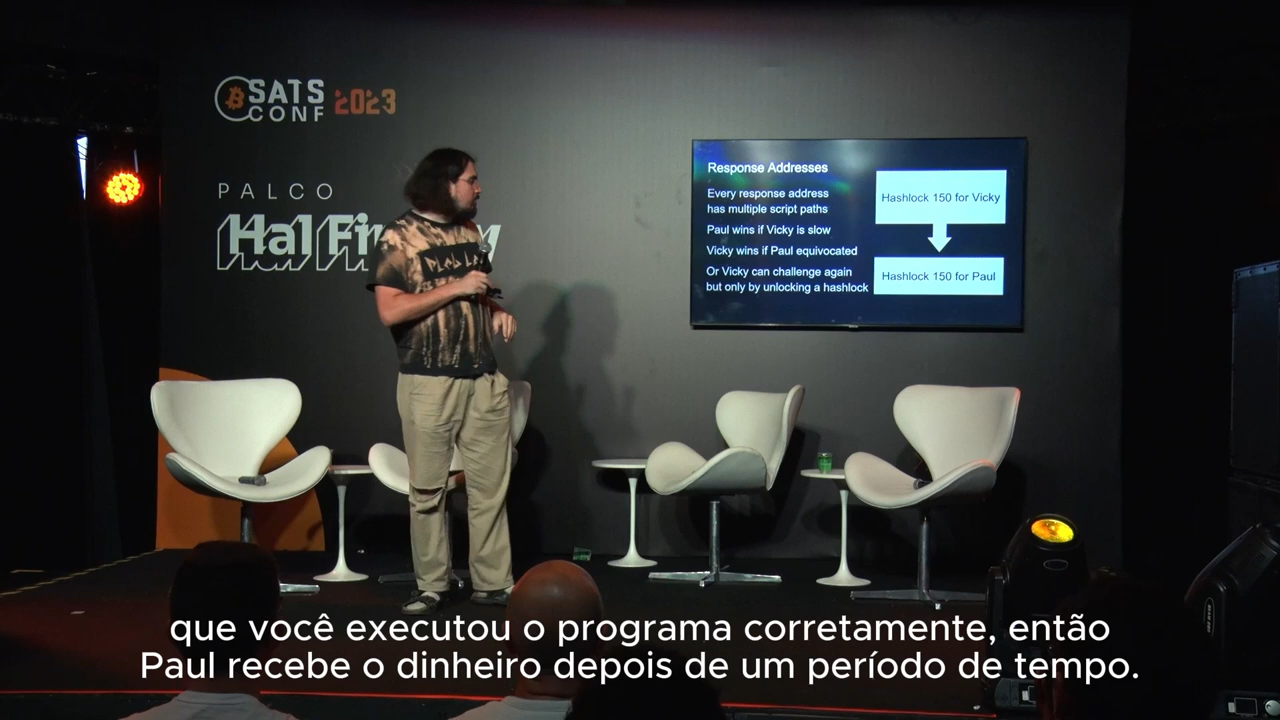 SATS
CONF 2023
PALCO
Hal
Response Addresses
Every response address
has multiple script paths
Paul wins if Vicky is slow
Vicky wins if Paul equivocated
Or Vicky can challenge again
but only by unlocking a hashlock
Hashlock 150 for Vicky
Hashlock 150 for Paul
que você executou o programa corretamente, então
Paul recebe o dinheiro depois de um período de tempo.